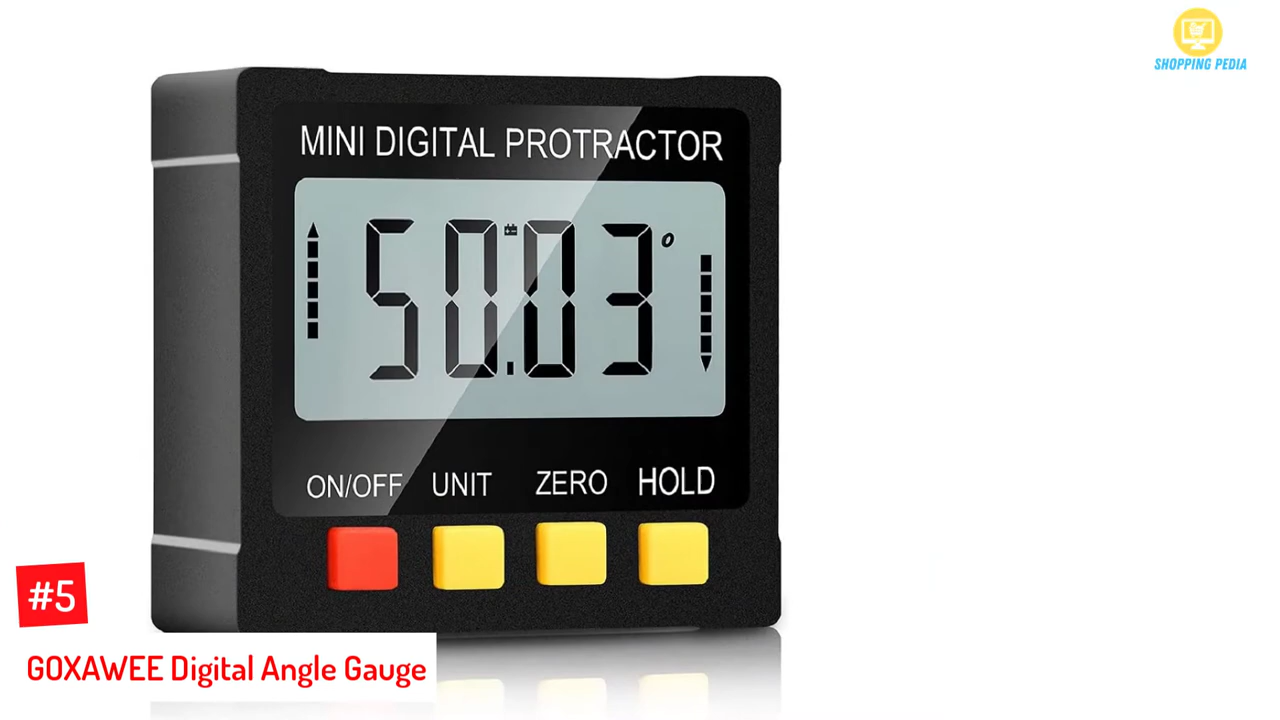 SHOPPING PEDIA
MINI DIGITAL PROTRACTOR
50.03°
ON/OFF UNIT ZERO HOLD
#5
GOXAWEE Digital Angle Gauge